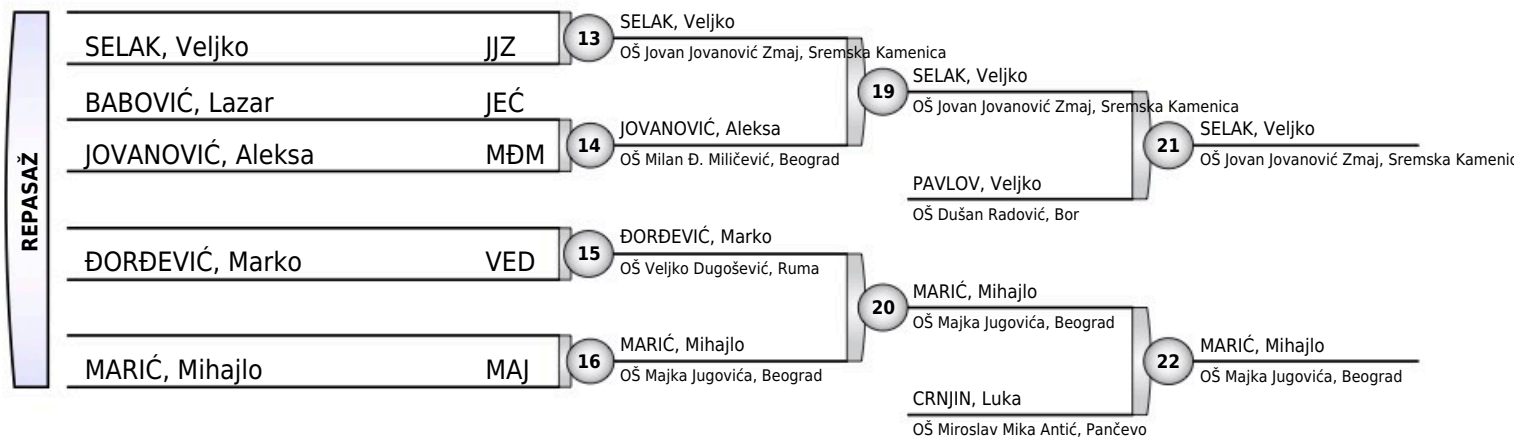 REPASAŽ
SELAK, Veljko JJZ
BABOVIĆ, Lazar JEĆ
JOVANOVIĆ, Aleksa MĐM
ĐORĐEVIĆ, Marko VED
MARIĆ, Mihajlo MAJ
13
SELAK, Veljko
OŠ Jovan Jovanović Zmaj, Sremska Kamenica
14
JOVANOVIĆ, Aleksa
OŠ Milan Đ. Miličević, Beograd
15
ĐORĐEVIĆ, Marko
OŠ Veljko Dugošević, Ruma
16
MARIĆ, Mihajlo
OŠ Majka Jugovića, Beograd
19
SELAK, Veljko
OŠ Jovan Jovanović Zmaj, Sremska Kamenica
PAVLOV, Veljko
OŠ Dušan Radović, Bor
20
MARIĆ, Mihajlo
OŠ Majka Jugovića, Beograd
CRNJIN, Luka
OŠ Miroslav Mika Antić, Pančevo
21
SELAK, Veljko
OŠ Jovan Jovanović Zmaj, Sremska Kamenic
22
MARIĆ, Mihajlo
OŠ Majka Jugovića, Beograd